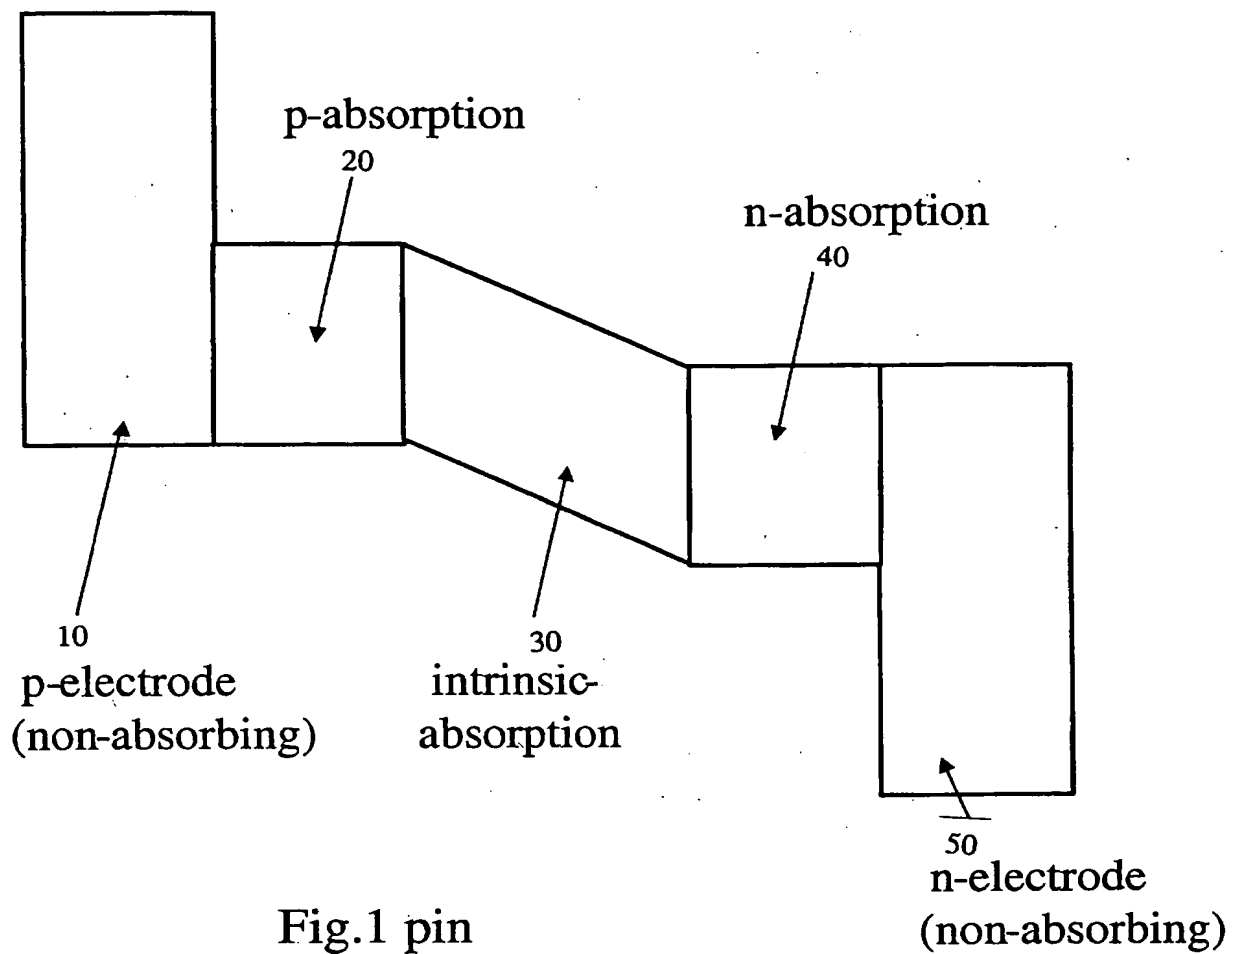 p-absorption
20
n-absorption
40
10
p-electrode
(non-absorbing)
30
intrinsic-
absorption
50
n-electrode
(non-absorbing)
Fig.1 pin